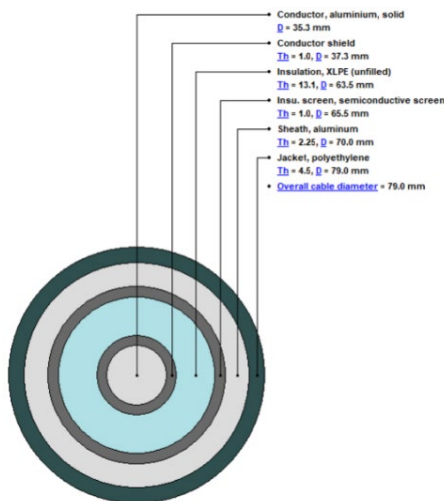 Conductor, aluminium, solid
D = 35.3 mm
Conductor shield
Th = 1.0, D = 37.3 mm
Insulation, XLPE (unfilled)
Th = 13.1, D = 63.5 mm
Insu. screen, semiconductive screen
Th = 1.0, D = 65.5 mm
Sheath, aluminum
Th = 2.25, D = 70.0 mm
Jacket, polyethylene
Th = 4.5, D = 79.0 mm
Overall cable diameter = 79.0 mm